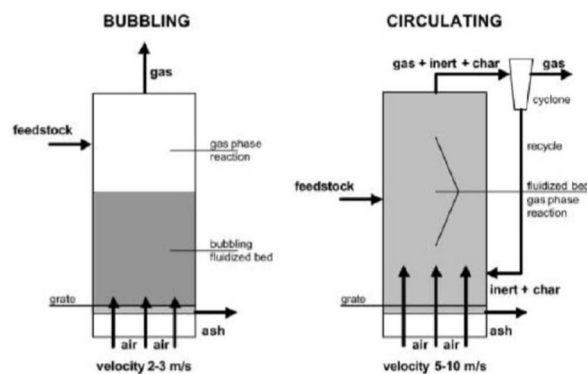 BUBBLING
gas
feedstock
gas phase
reaction
bubbling
fluidized bed
grate
ash
air air
velocity 2-3 m/s
CIRCULATING
gas + inert + char
gas
cyclone
recycle
feedstock
fluidized bed
gas phase
reaction
inert + char
grate
ash
air air
velocity 5-10 m/s